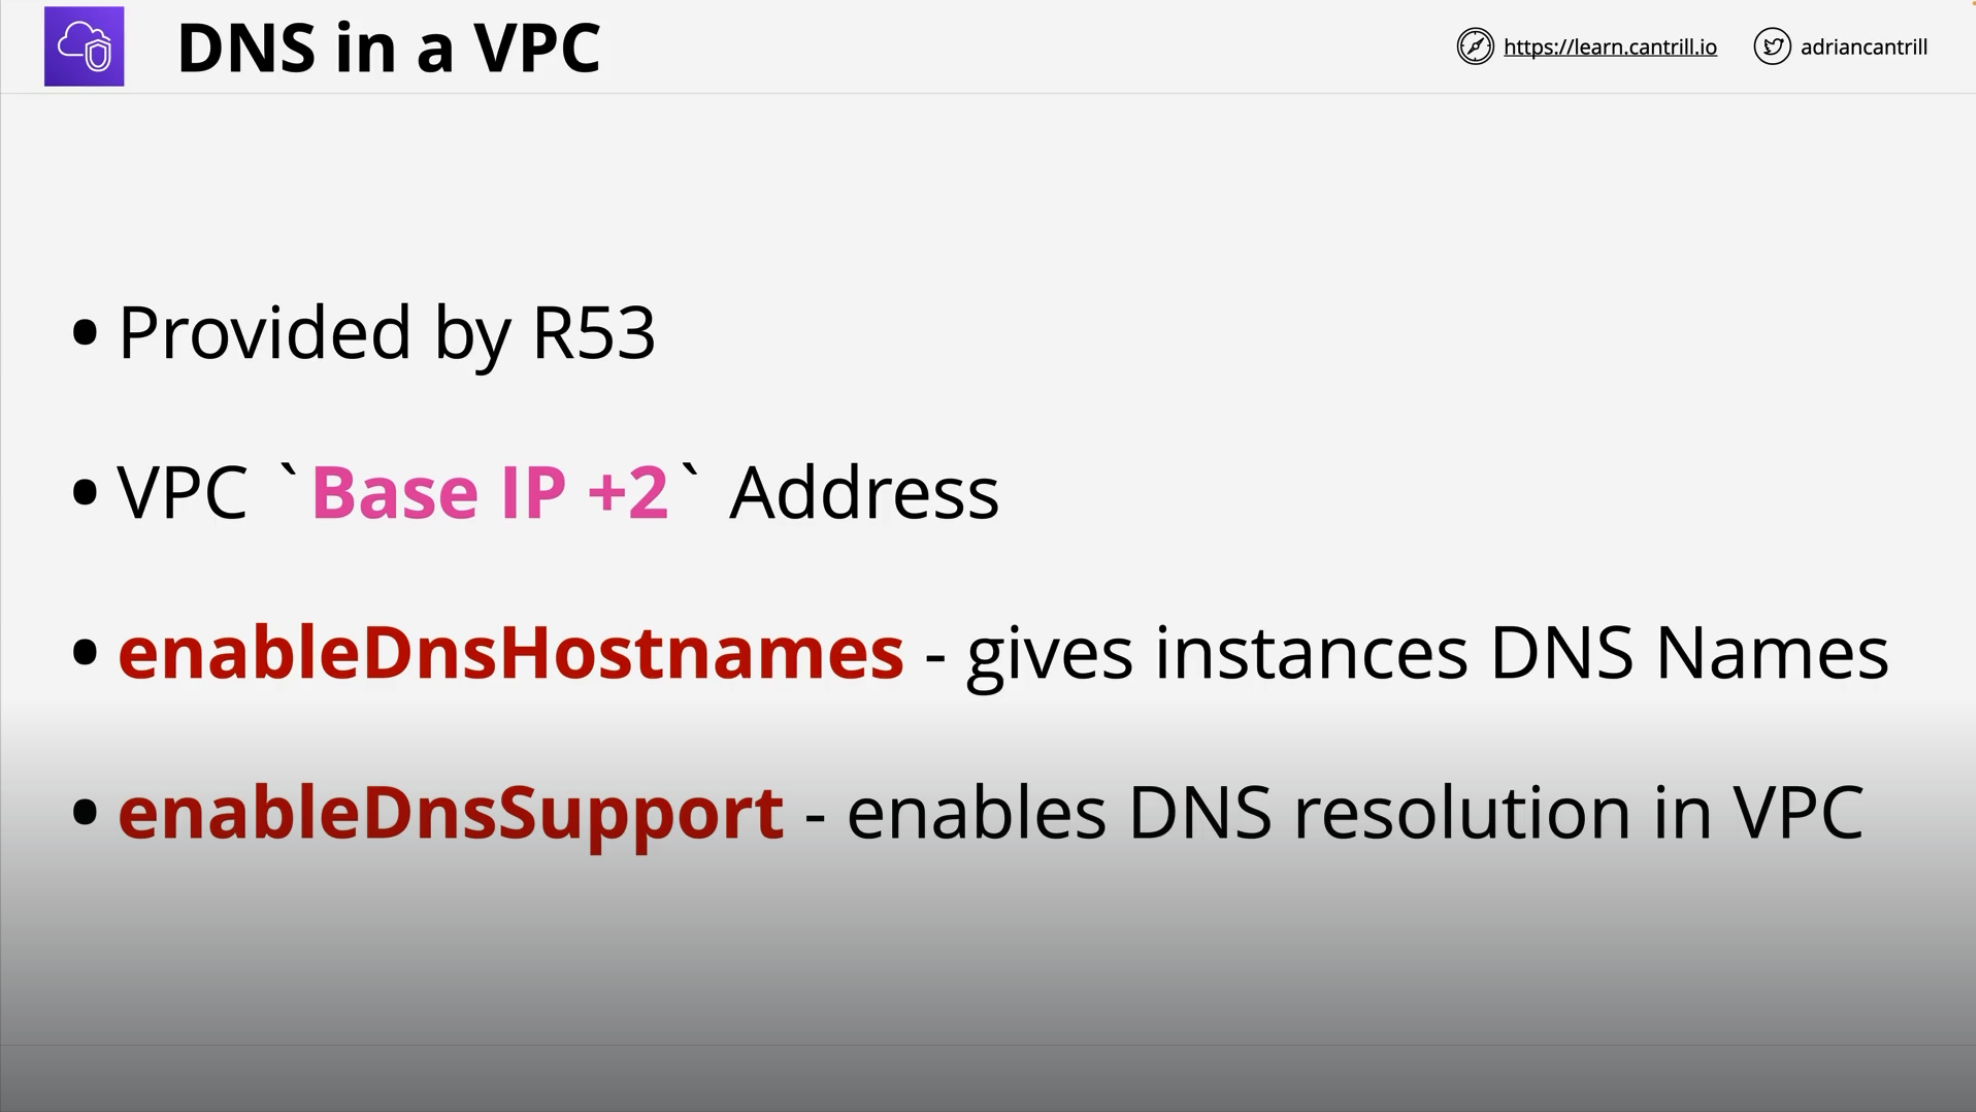 DNS in a VPC
https://learn.cantrill.io
adriancantrill
• Provided by R53
• VPC `Base IP +2` Address
• enableDnsHostnames - gives instances DNS Names
• enableDnsSupport - enables DNS resolution in VPC